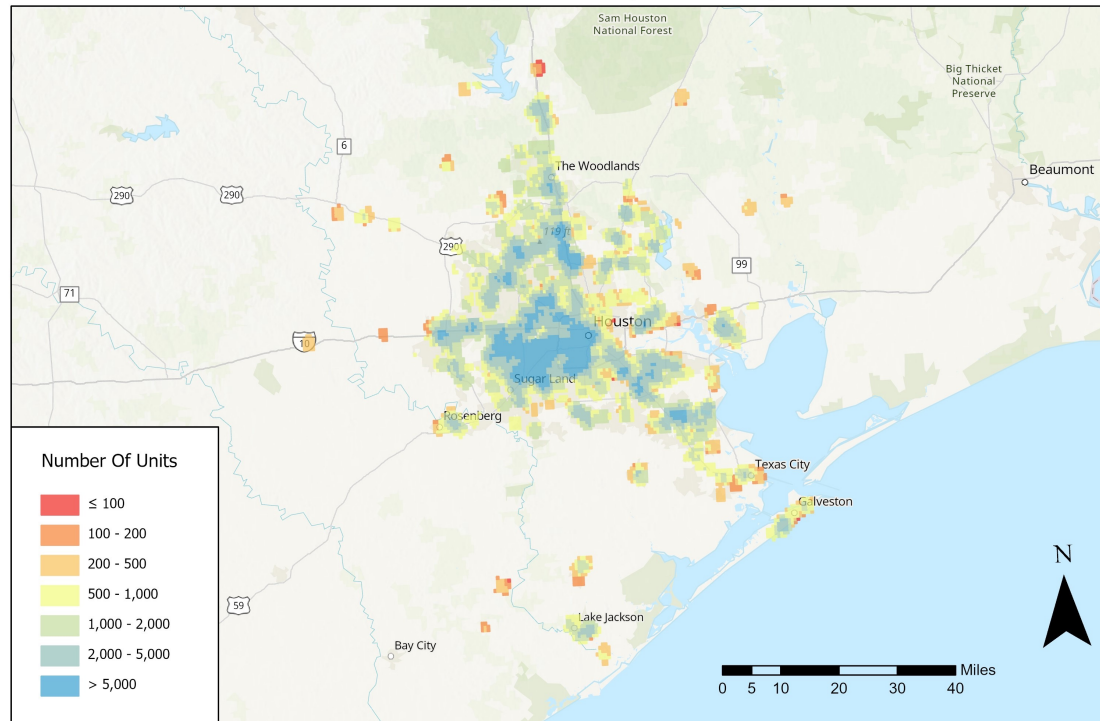 Sam Houston
National Forest
Big Thicket
National
Preserve
6
The Woodlands
Beaumont
290
290
119 ft
290
99
71
Houston
10
Sugar Land
Rosenberg
Texas City
Galveston
Number Of Units
≤ 100
100 - 200
200 - 500
500 - 1,000
1,000 - 2,000
2,000 - 5,000
> 5,000
59
Lake Jackson
Bay City
N
Miles
0 5 10 20 30 40